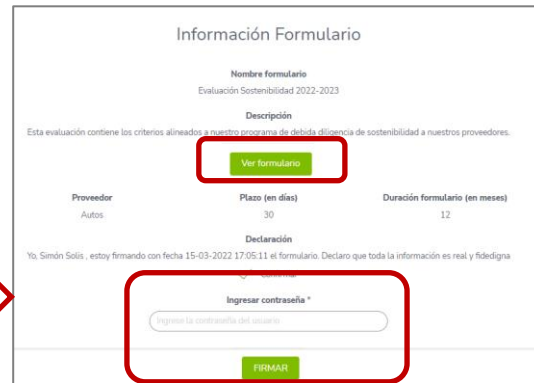 Información Formulario
Nombre formulario
Evaluación Sostenibilidad 2022-2023
Descripción
Esta evaluación contiene los criterios alineados a nuestro programa de debida diligencia de sostenibilidad a nuestros proveedores.
Ver formulario
Proveedor Plazo (en días) Duración formulario (en meses)
Autos 30 12
Declaración
Yo, Simón Solis , estoy firmando con fecha 15-03-2022 17:05:11 el formulario. Declaro que toda la información es real y fidedigna
Confirmar
Ingresar contraseña *
Ingrese la contraseña del usuario
FIRMAR